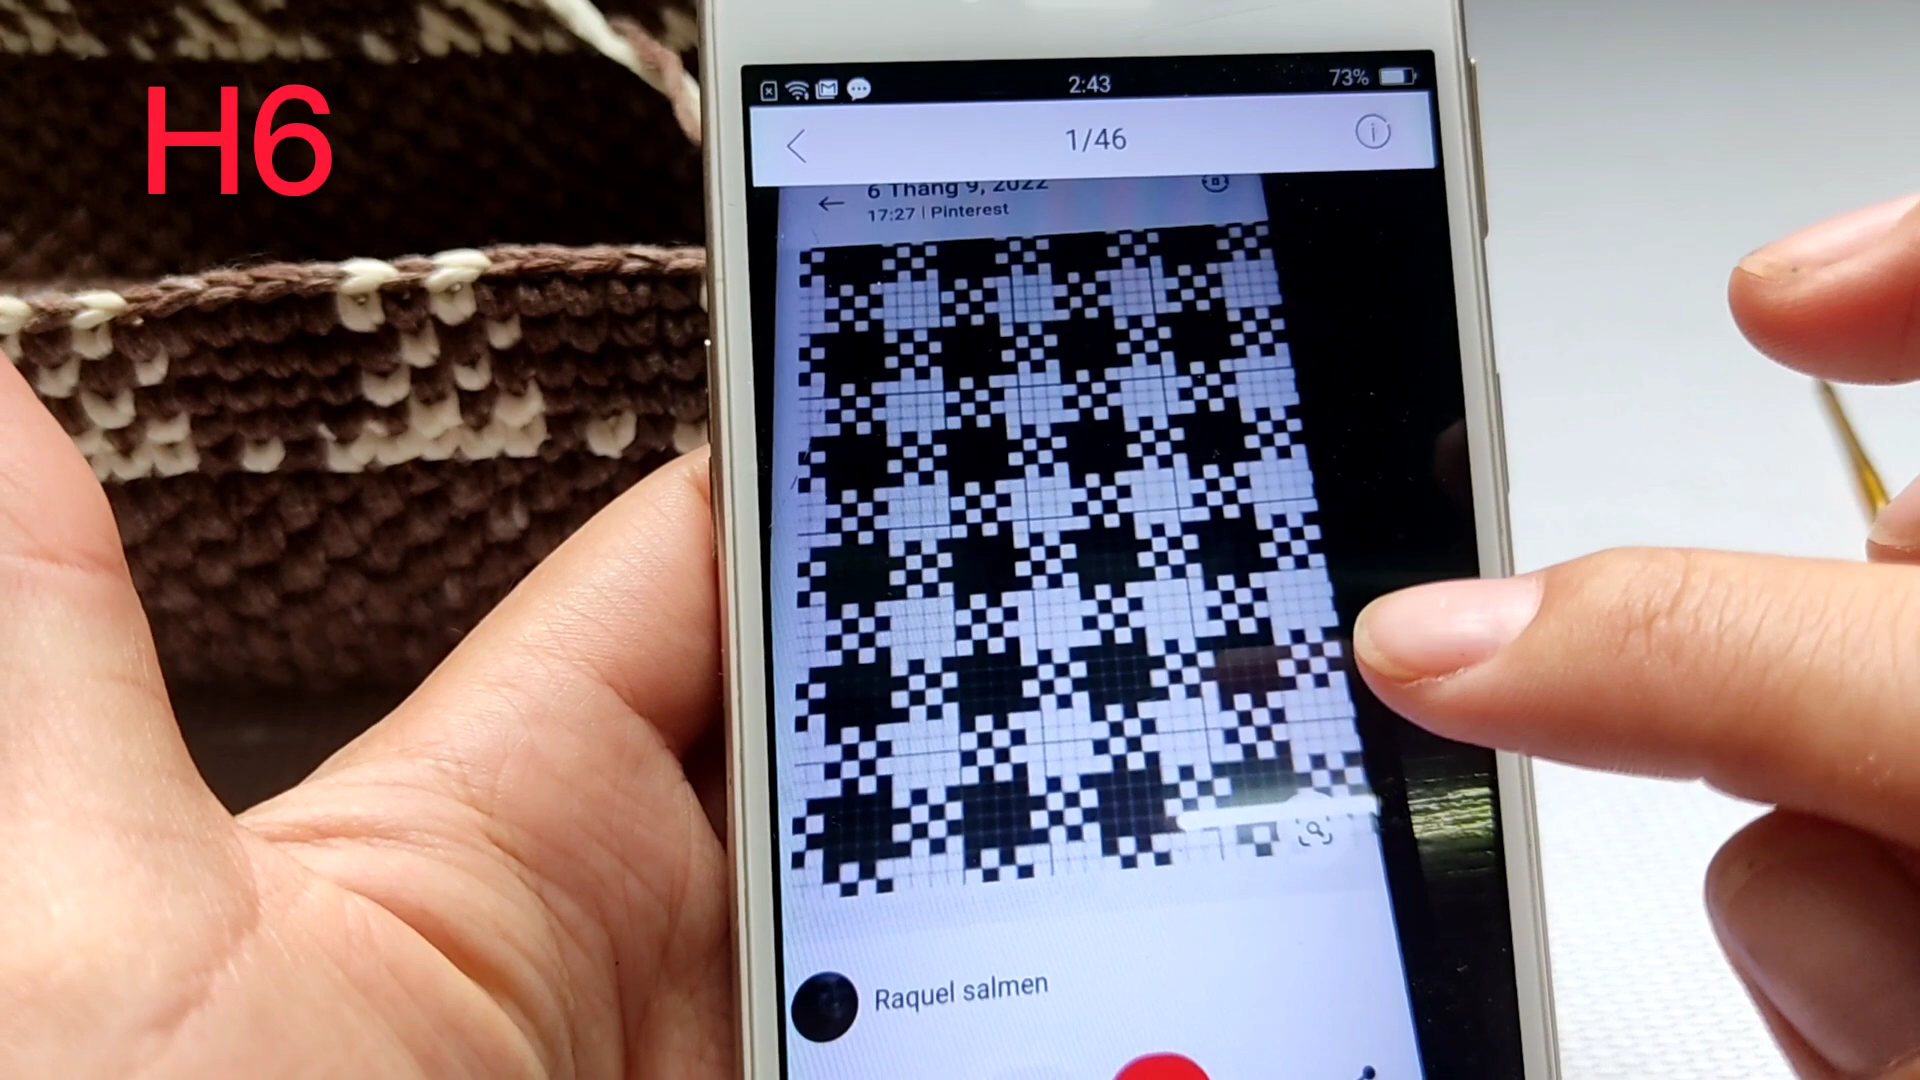 H6
2:43
73%
1/46
6 Tháng 9, 2022
17:27 | Pinterest
Raquel salmen